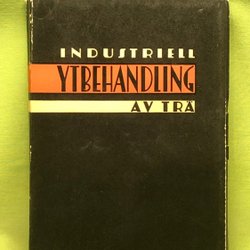 INDUSTRIELL
YTBEHANDLING
AV TRÄ